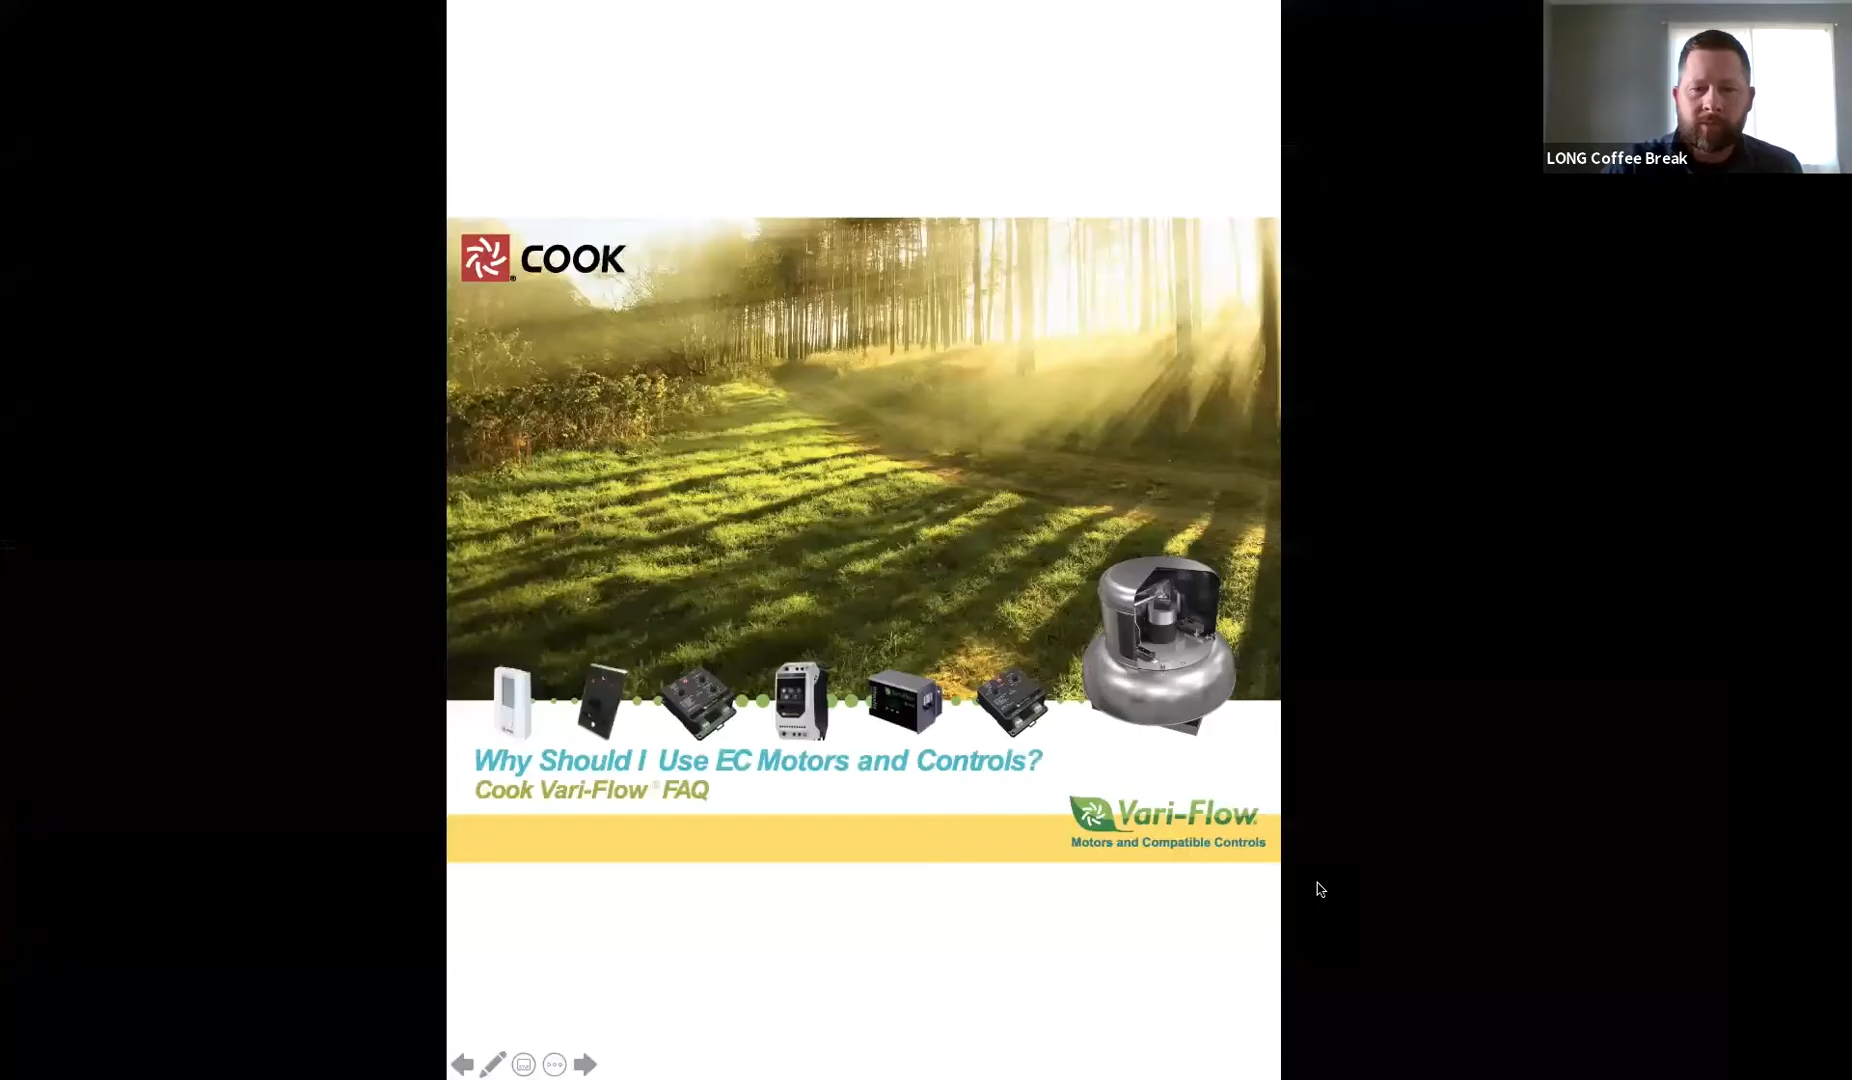 LONG Coffee Break
COOK
Why Should I Use EC Motors and Controls?
Cook Vari-Flow® FAQ
Vari-Flow
Motors and Compatible Controls